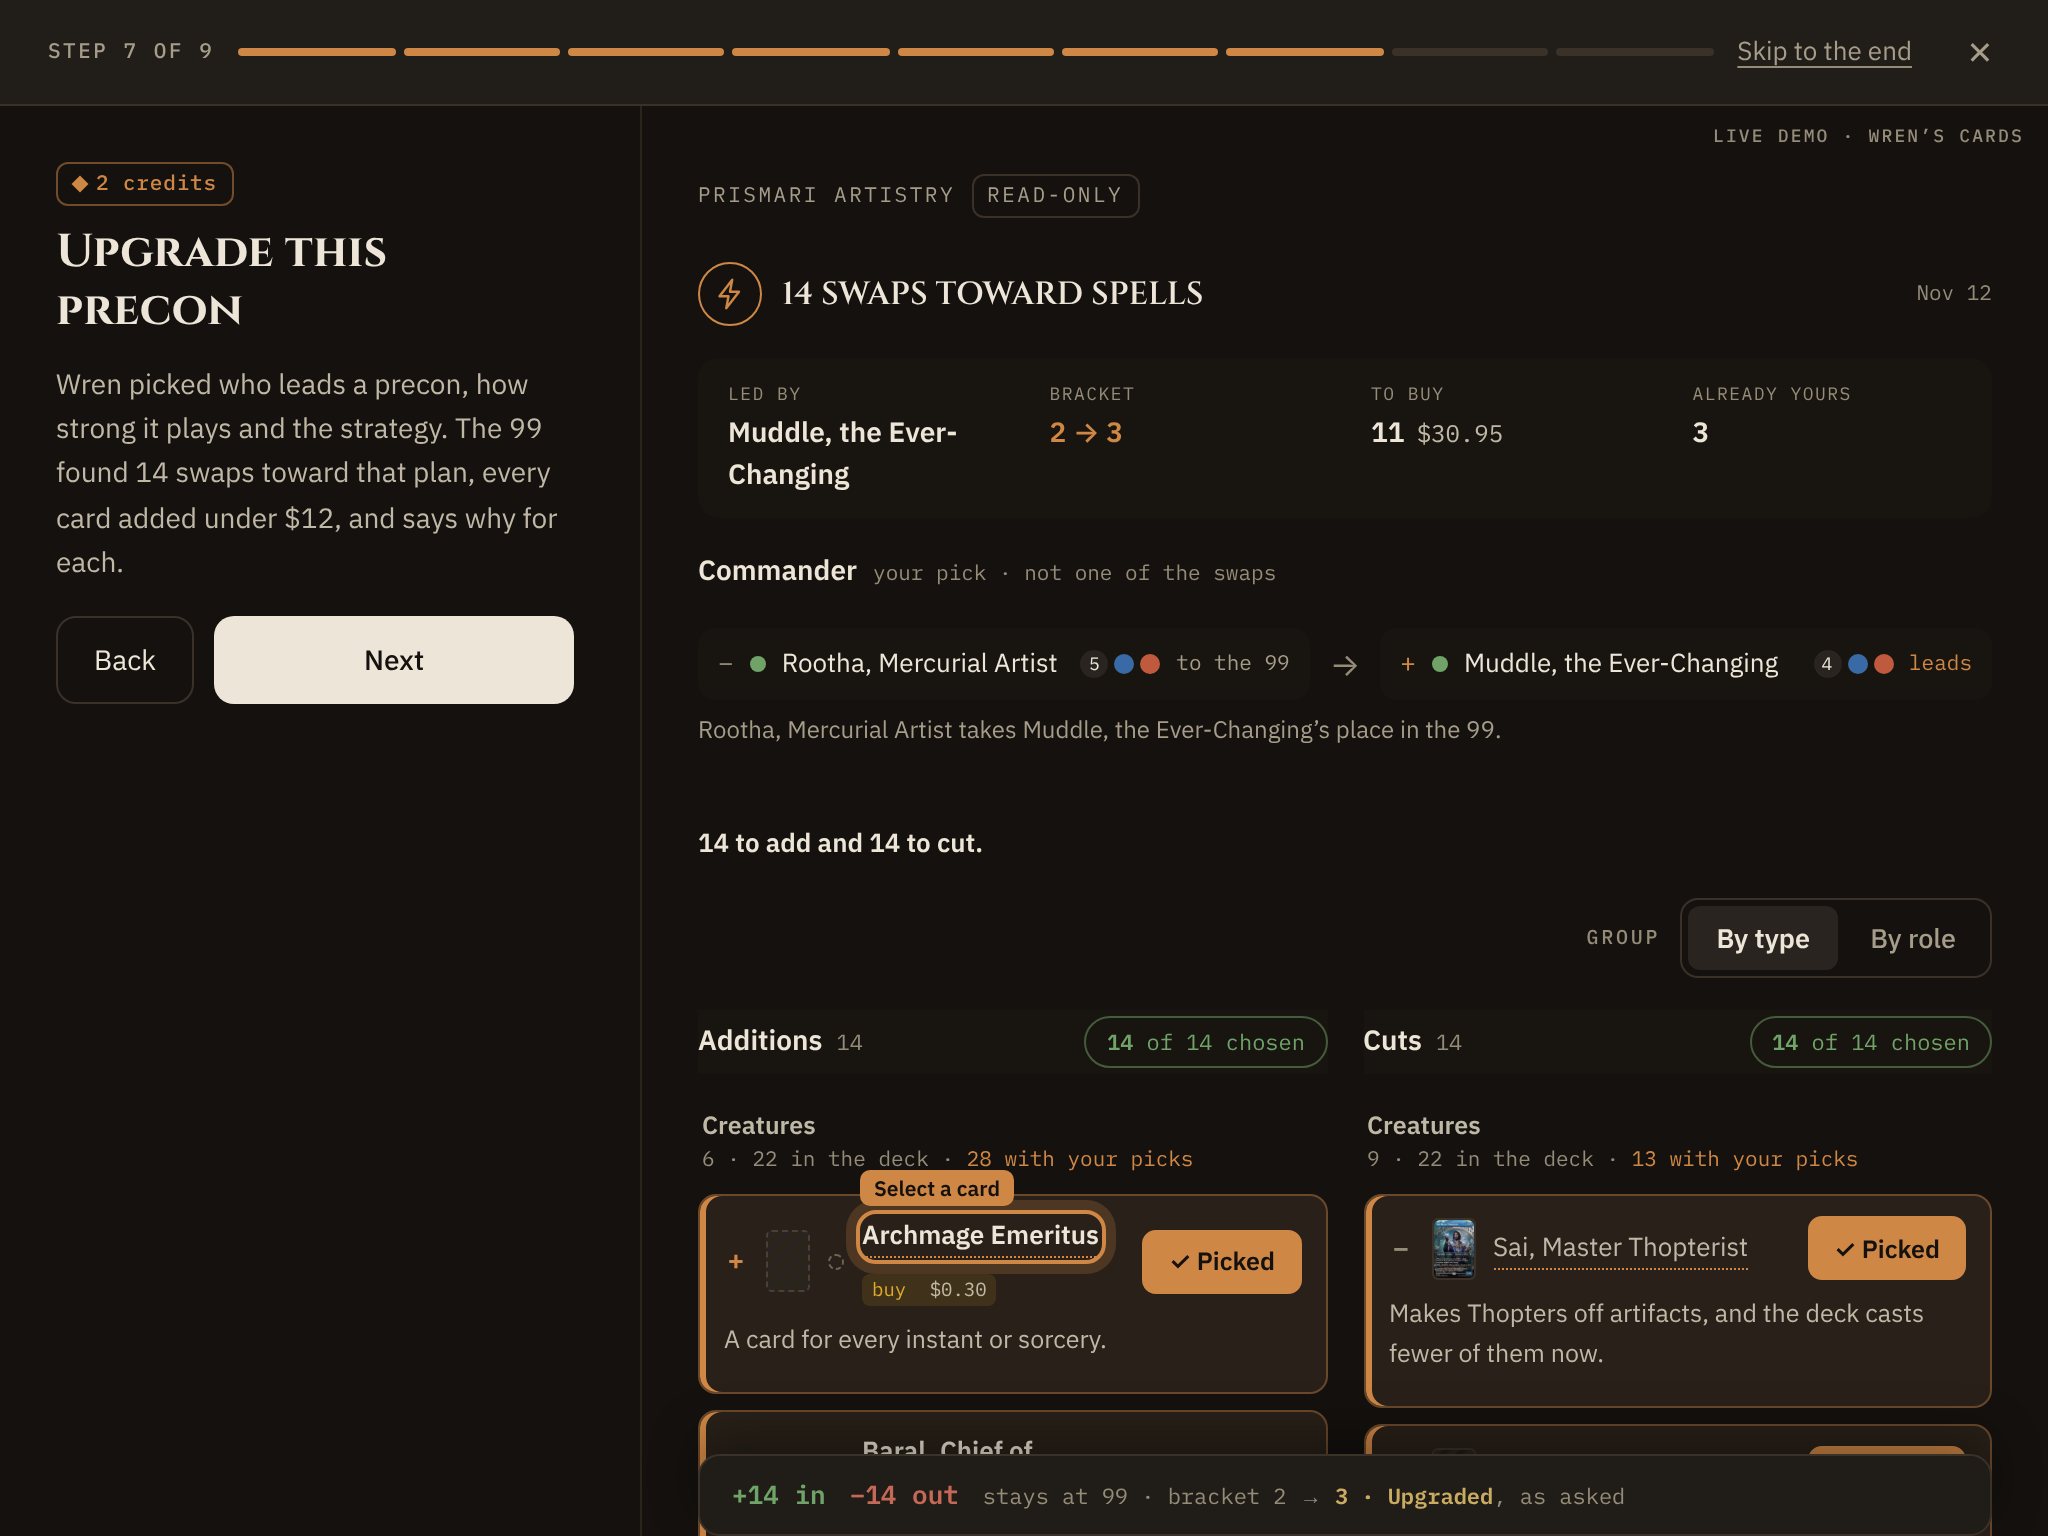 STEP 7 OF 9
Skip to the end
LIVE DEMO · WREN’S CARDS
2 credits
Upgrade this
precon
Wren picked who leads a precon, how
strong it plays and the strategy. The 99
found 14 swaps toward that plan, every
card added under $12, and says why for
each.
Back
Next
PRISMARI ARTISTRY
READ-ONLY
14 SWAPS TOWARD SPELLS
Nov 12
LED BY
Muddle, the Ever-
Changing
BRACKET
2 → 3
TO BUY
11 $30.95
ALREADY YOURS
3
Commander your pick · not one of the swaps
− Rootha, Mercurial Artist 5 to the 99
→
+ Muddle, the Ever-Changing 4 leads
Rootha, Mercurial Artist takes Muddle, the Ever-Changing’s place in the 99.
14 to add and 14 to cut.
GROUP
By type
By role
Additions 14
14 of 14 chosen
Creatures
6 · 22 in the deck · 28 with your picks
Select a card
+ Archmage Emeritus
buy $0.30
✓ Picked
A card for every instant or sorcery.
Baral, Chief of
Cuts 14
14 of 14 chosen
Creatures
9 · 22 in the deck · 13 with your picks
− Sai, Master Thopterist
✓ Picked
Makes Thopters off artifacts, and the deck casts
fewer of them now.
+14 in −14 out stays at 99 · bracket 2 → 3 · Upgraded, as asked